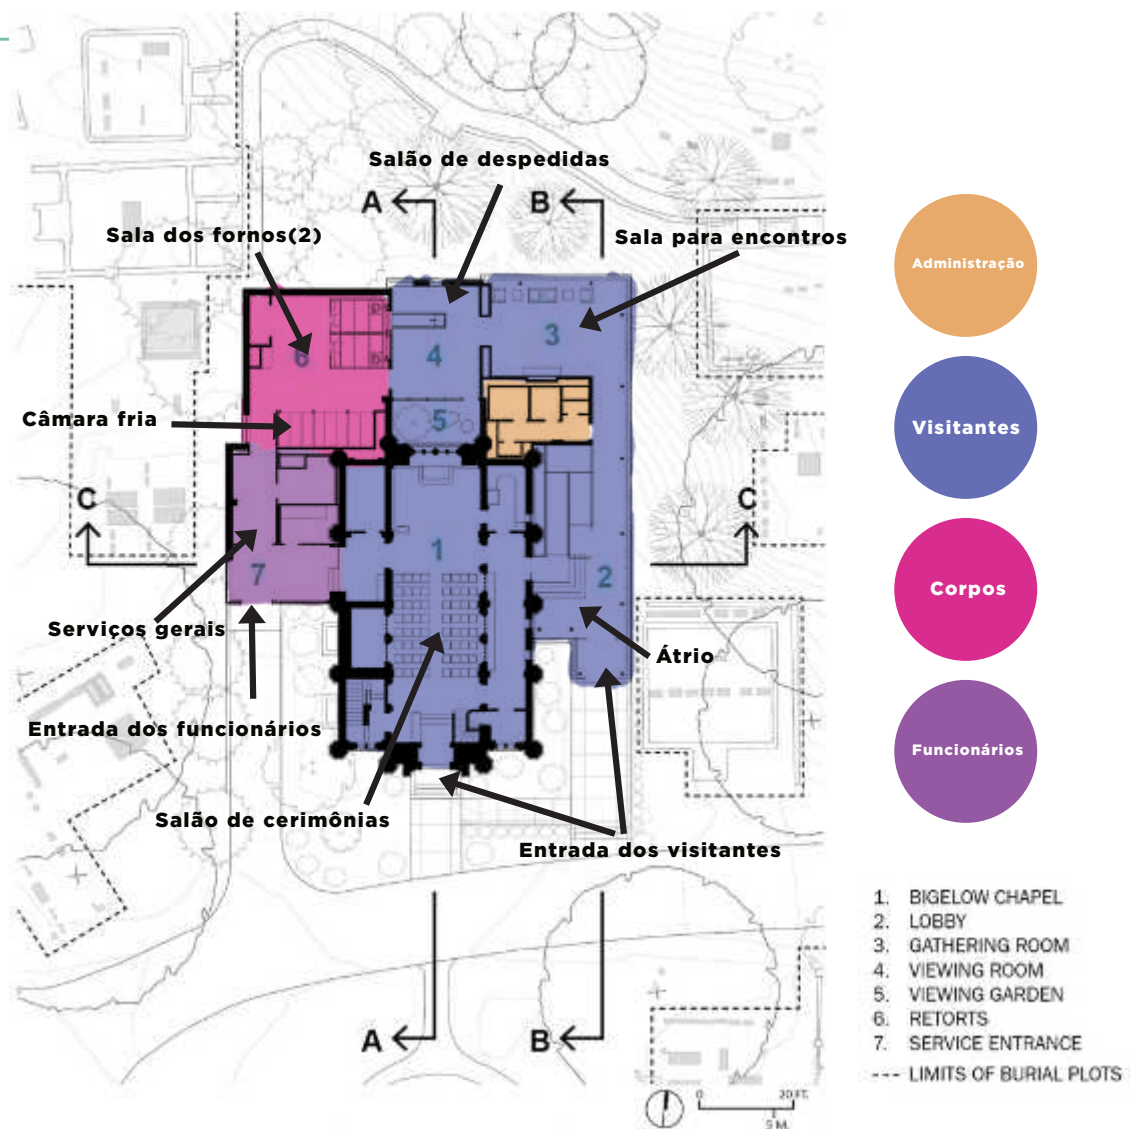 Salão de despedidas
A
B
Sala dos fornos(2)
Sala para encontros
Administração
3
6
4
Câmara fria
5
Visitantes
C
C
1
7
2
Corpos
Serviços gerais
Átrio
Entrada dos funcionários
Funcionários
Salão de cerimônias
Entrada dos visitantes
1. BIGELOW CHAPEL
2. LOBBY
3. GATHERING ROOM
4. VIEWING ROOM
5. VIEWING GARDEN
6. RETORTS
7. SERVICE ENTRANCE
--- LIMITS OF BURIAL PLOTS
A
B
0 20 FT.
5 M.